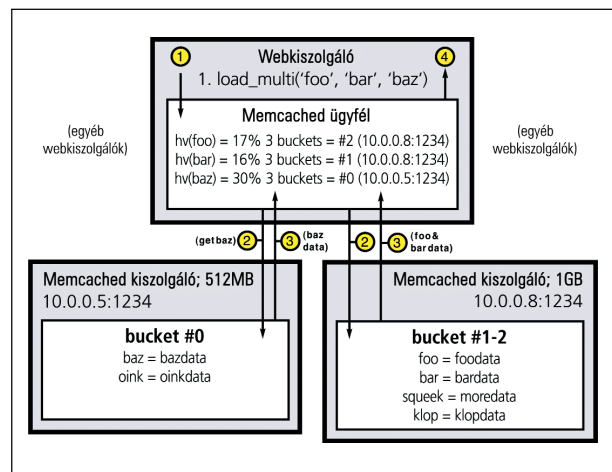 1
Webkiszolgáló
4
1. load_multi(‘foo’, ‘bar’, ‘baz’)
Memcached ügyfél
hv(foo) = 17% 3 buckets = #2 (10.0.0.8:1234)
hv(bar) = 16% 3 buckets = #1 (10.0.0.8:1234)
hv(baz) = 30% 3 buckets = #0 (10.0.0.5:1234)
(egyéb
webkiszolgálók)
(egyéb
webkiszolgálók)
(get baz)
2
3
(baz
data)
2
3
(foo &
bar data)
Memcached kiszolgáló; 512MB
10.0.0.5:1234
bucket #0
baz = bazdata
oink = oinkdata
Memcached kiszolgáló; 1GB
10.0.0.8:1234
bucket #1-2
foo = foodata
bar = bardata
squeek = moredata
klop = klopdata